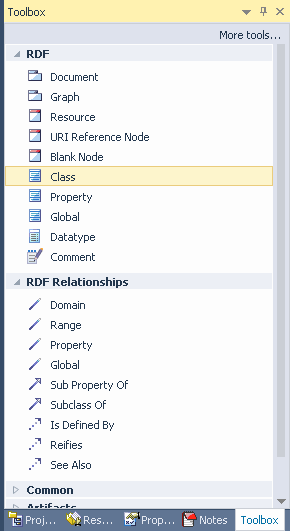 Toolbox
More tools...
RDF
Document
Graph
Resource
URI Reference Node
Blank Node
Class
Property
Global
Datatype
Comment
RDF Relationships
Domain
Range
Property
Global
Sub Property Of
Subclass Of
Is Defined By
Reifies
See Also
Common
Artifacts
Proj... Res... Prop... Notes Toolbox